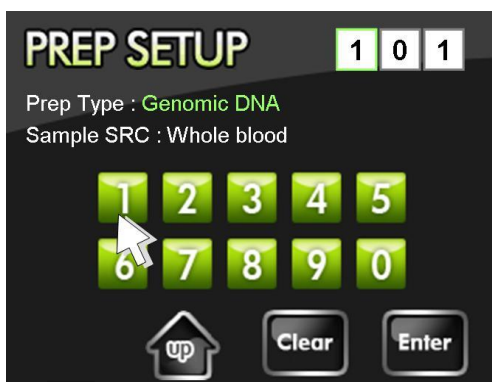 PREP SETUP 1 0 1
Prep Type : Genomic DNA
Sample SRC : Whole blood
1 2 3 4 5
6 7 8 9 0
up Clear Enter